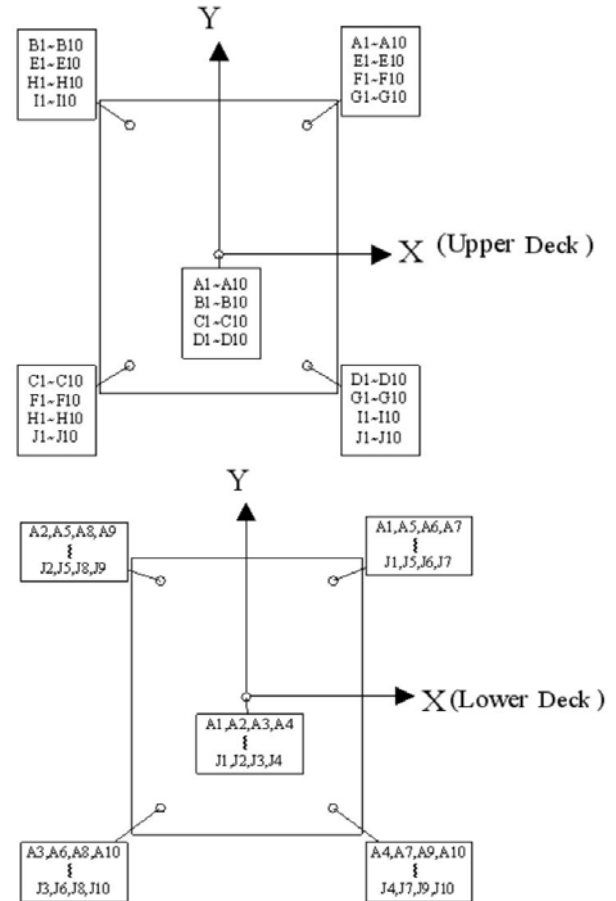 Y
B1~B10
E1~E10
H1~H10
I1~I10
A1~A10
E1~E10
F1~F10
G1~G10
X (Upper Deck)
A1~A10
B1~B10
C1~C10
D1~D10
C1~C10
F1~F10
H1~H10
J1~J10
D1~D10
G1~G10
I1~I10
J1~J10
Y
A2,A5,A8,A9
J2,J5,J8,J9
A1,A5,A6,A7
J1,J5,J6,J7
X (Lower Deck)
A1,A2,A3,A4
J1,J2,J3,J4
A3,A6,A8,A10
J3,J6,J8,J10
A4,A7,A9,A10
J4,J7,J9,J10